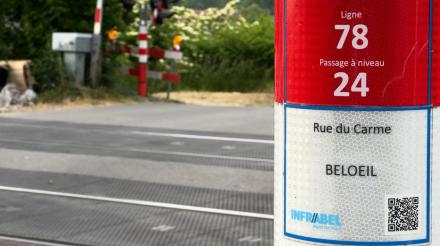 Ligne
78
Passage à niveau
24
Rue du Carme
BELOEIL
INFRABEL